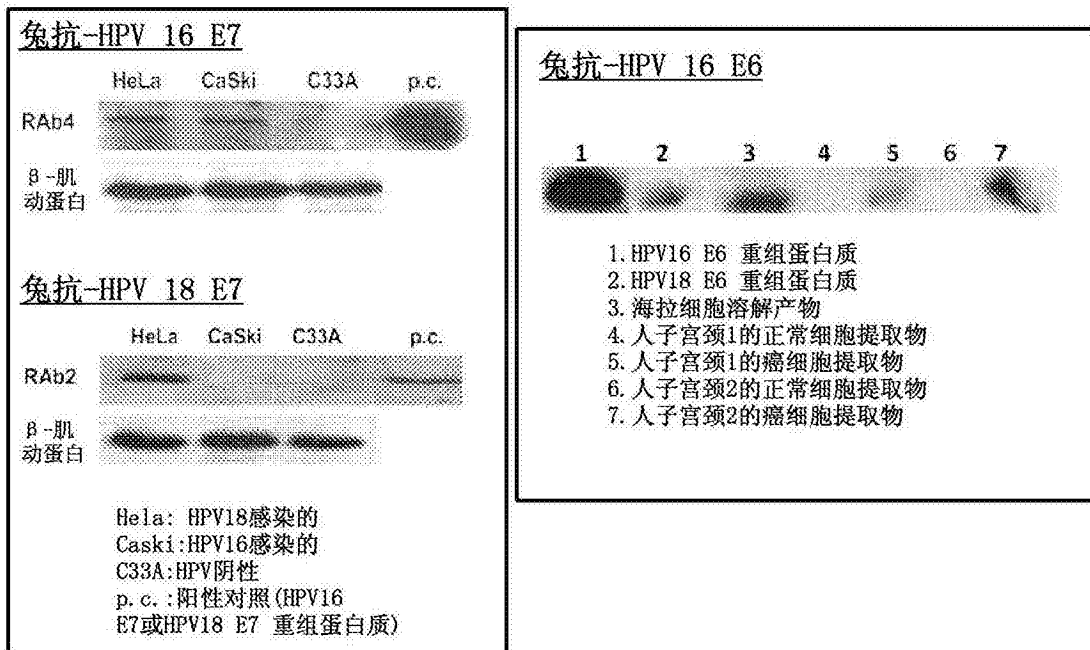 兔抗-HPV 16 E7
HeLa CaSki C33A p.c.
RAb4
β-肌
动蛋白
兔抗-HPV 18 E7
HeLa CaSki C33A p.c.
RAb2
β-肌
动蛋白
Hela: HPV18感染的
Caski:HPV16感染的
C33A:HPV阴性
p.c.:阳性对照(HPV16
E7或HPV18 E7 重组蛋白质)
兔抗-HPV 16 E6
1 2 3 4 5 6 7
1.HPV16 E6 重组蛋白质
2.HPV18 E6 重组蛋白质
3.海拉细胞溶解产物
4.人子宫颈1的正常细胞提取物
5.人子宫颈1的癌细胞提取物
6.人子宫颈2的正常细胞提取物
7.人子宫颈2的癌细胞提取物